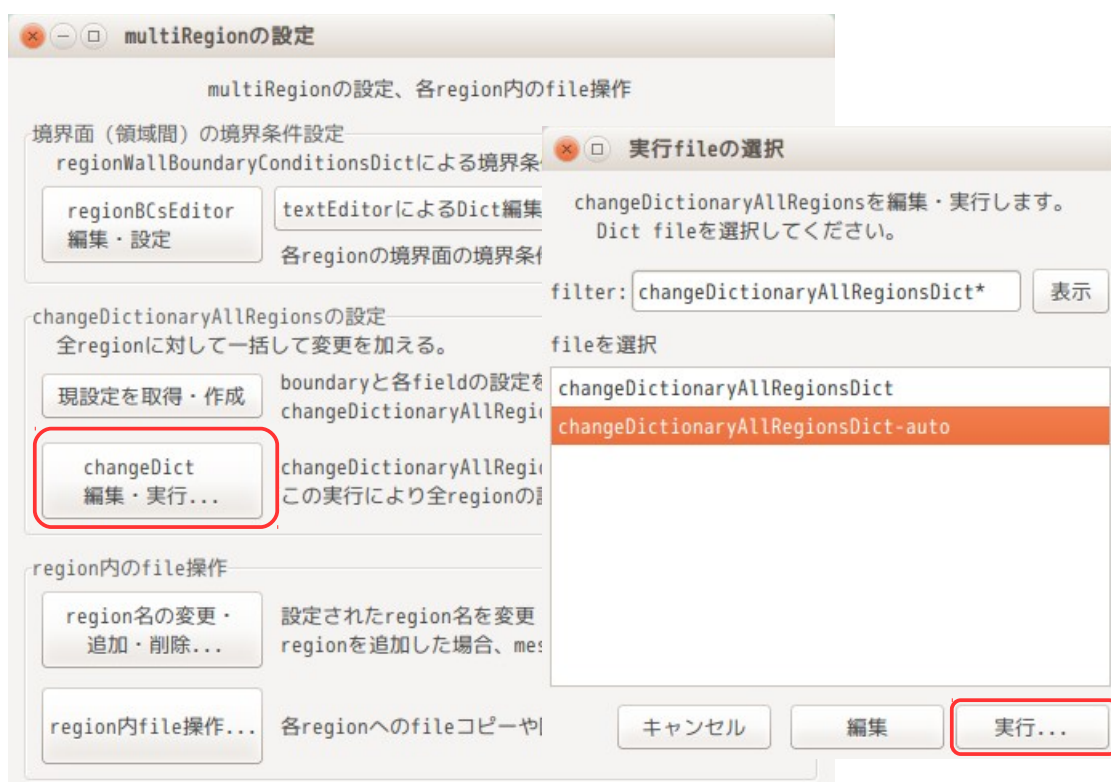 multiRegionの設定
multiRegionの設定、各region内のfile操作
境界面（領域間）の境界条件設定
regionWallBoundaryConditionsDictによる境界条
regionBCsEditor
編集・設定
textEditorによるDict編集
各regionの境界面の境界条件
changeDictionaryAllRegionsの設定
全regionに対して一括して変更を加える。
現設定を取得・作成
boundaryと各fieldの設定を
changeDictionaryAllRegi
changeDict
編集・実行...
changeDictionaryAllRegi
この実行により全regionの
region内のfile操作
region名の変更・
追加・削除...
設定されたregion名を変更
regionを追加した場合、mes
region内file操作...
各regionへのfileコピーや
実行fileの選択
changeDictionaryAllRegionsを編集・実行します。
Dict fileを選択してください。
filter: changeDictionaryAllRegionsDict* 表示
fileを選択
changeDictionaryAllRegionsDict
changeDictionaryAllRegionsDict-auto
キャンセル 編集 実行...